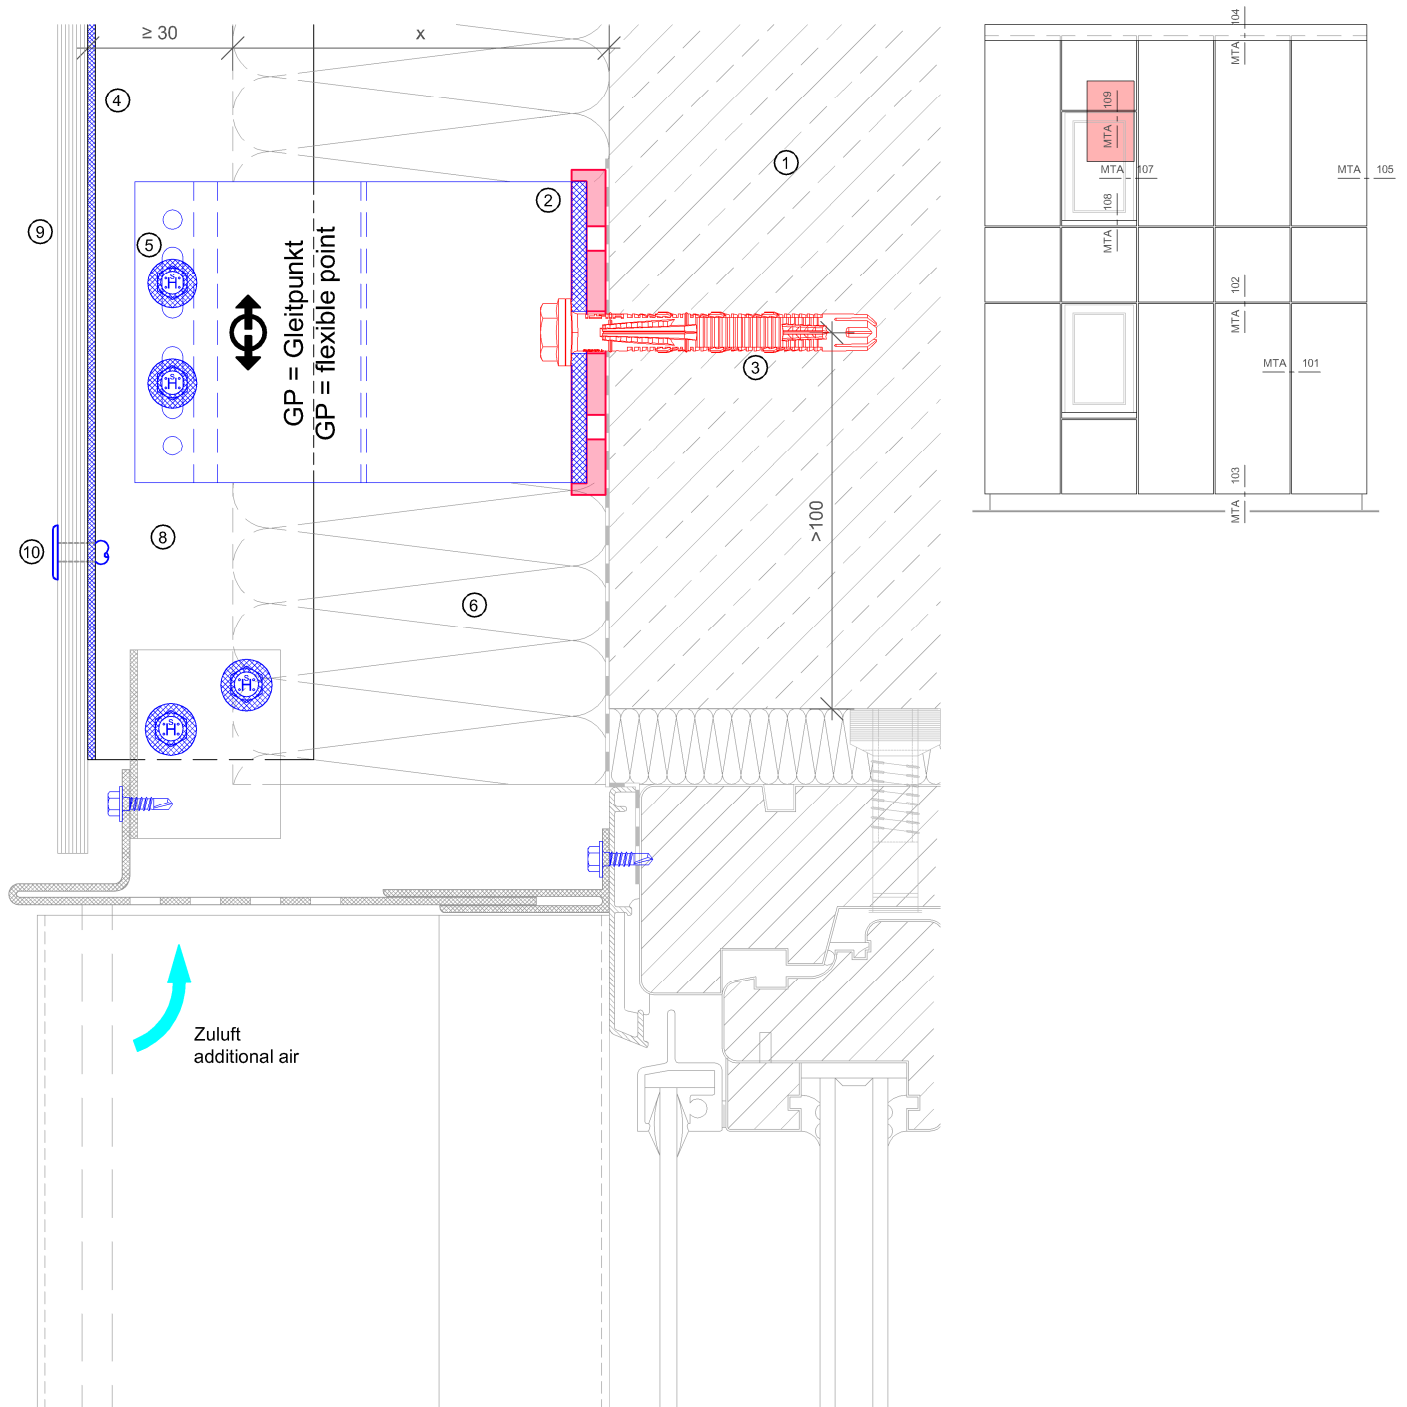 ≥ 30
x
4
1
2
9
5
GP = Gleitpunkt
GP = flexible point
S
H
S
H
3
>100
10
8
6
S
H
S
H
Zuluft
additional air
104
MTA
109
MTA
MTA 107
MTA 105
108
MTA
102
MTA
MTA 101
103
MTA